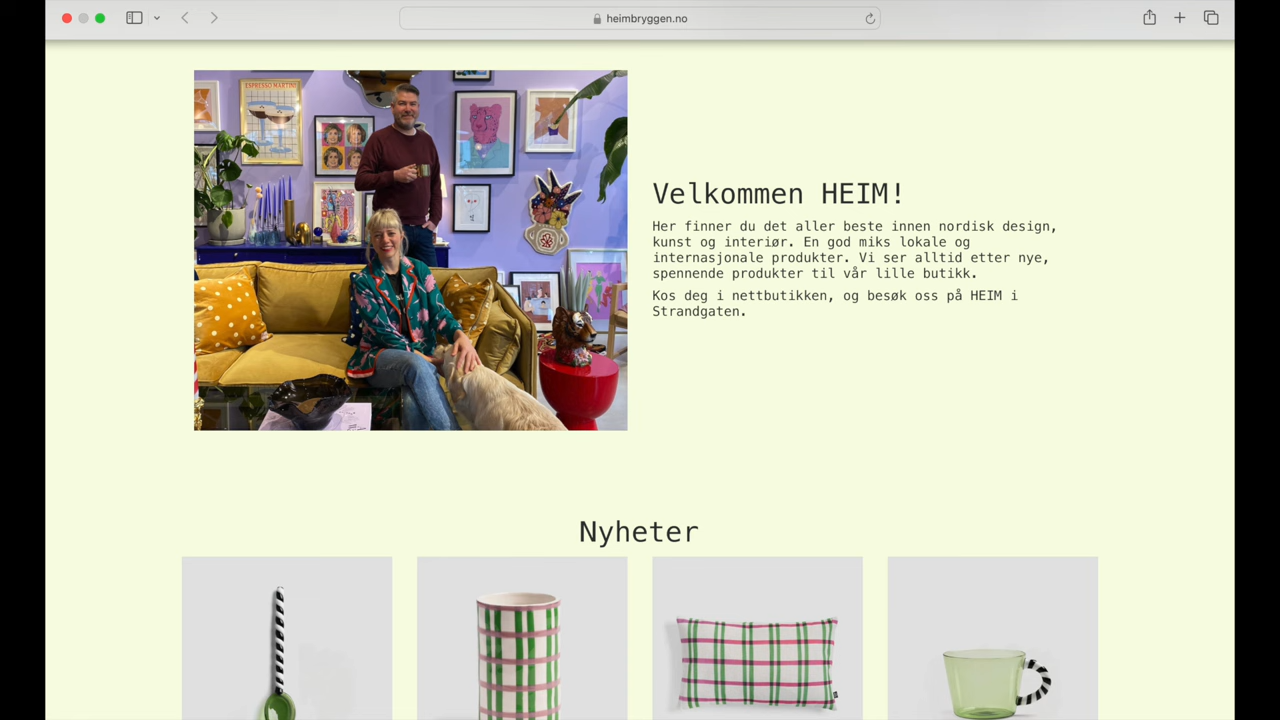 heimbryggen.no
ESPRESSO MARTINI
Velkommen HEIM!
Her finner du det aller beste innen nordisk design,
kunst og interiør. En god miks lokale og
internasjonale produkter. Vi ser alltid etter nye,
spennende produkter til vår lille butikk.
Kos deg i nettbutikken, og besøk oss på HEIM i
Strandgaten.
Nyheter